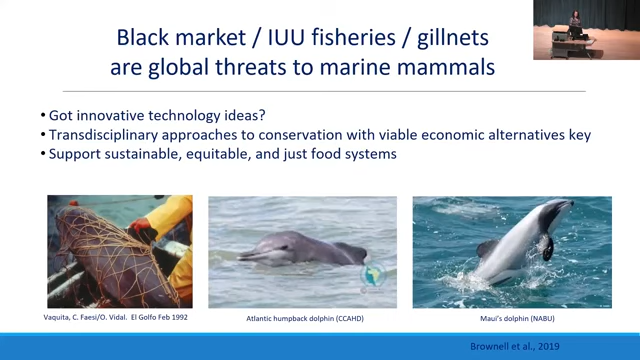 Black market / IUU fisheries / gillnets
are global threats to marine mammals
• Got innovative technology ideas?
• Transdisciplinary approaches to conservation with viable economic alternatives key
• Support sustainable, equitable, and just food systems
Vaquita, C. Faesi/O. Vidal. El Golfo Feb 1992
Atlantic humpback dolphin (CCAHD)
Maui's dolphin (NABU)
Brownell et al., 2019